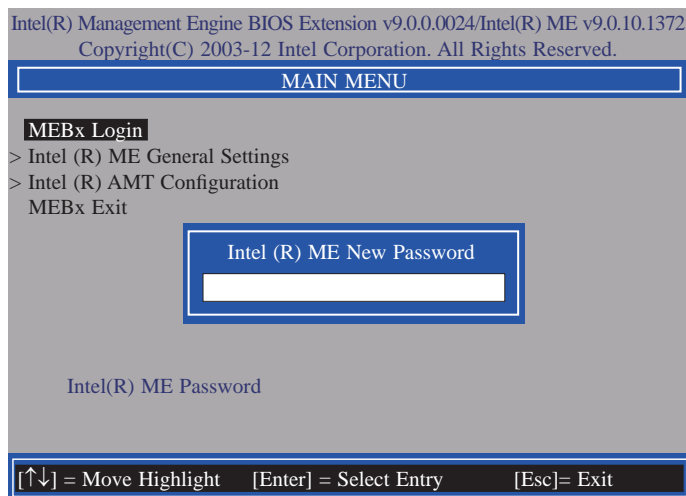 Intel(R) Management Engine BIOS Extension v9.0.0.0024/Intel(R) ME v9.0.10.1372
Copyright(C) 2003-12 Intel Corporation. All Rights Reserved.
MAIN MENU
MEBx Login
> Intel (R) ME General Settings
> Intel (R) AMT Configuration
MEBx Exit
Intel (R) ME New Password
Intel(R) ME Password
[↑↓] = Move Highlight [Enter] = Select Entry [Esc]= Exit